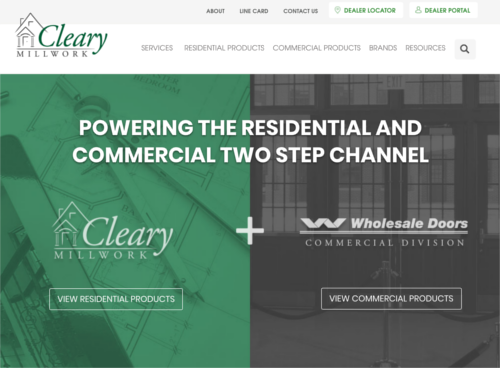 ABOUT
LINE CARD
CONTACT US
DEALER LOCATOR
DEALER PORTAL
Cleary
MILLWORK
SERVICES
RESIDENTIAL PRODUCTS
COMMERCIAL PRODUCTS
BRANDS
RESOURCES
POWERING THE RESIDENTIAL AND
COMMERCIAL TWO STEP CHANNEL
Cleary
MILLWORK
+
Wholesale Doors
COMMERCIAL DIVISION
VIEW RESIDENTIAL PRODUCTS
VIEW COMMERCIAL PRODUCTS